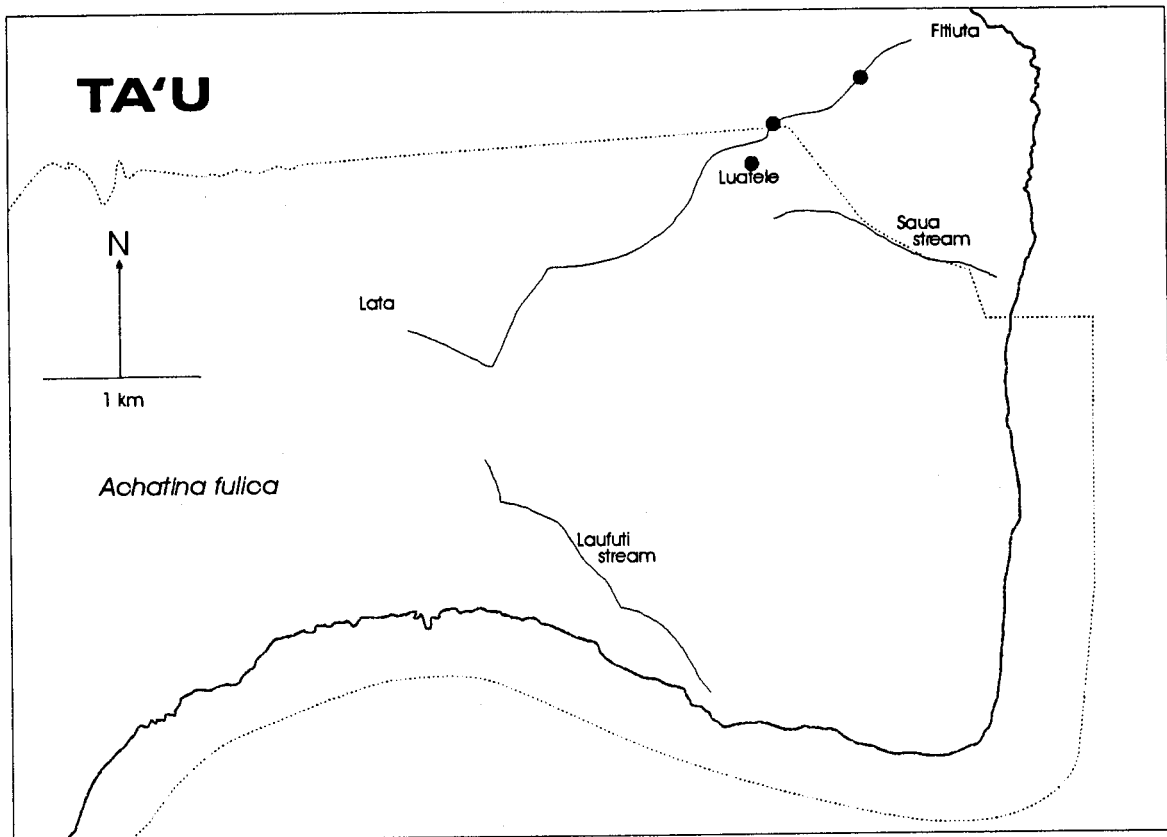 Fitiuta
TA'U
Luatele
Saua
stream
N
Lata
1 km
Achatina fulica
Laufuti
stream